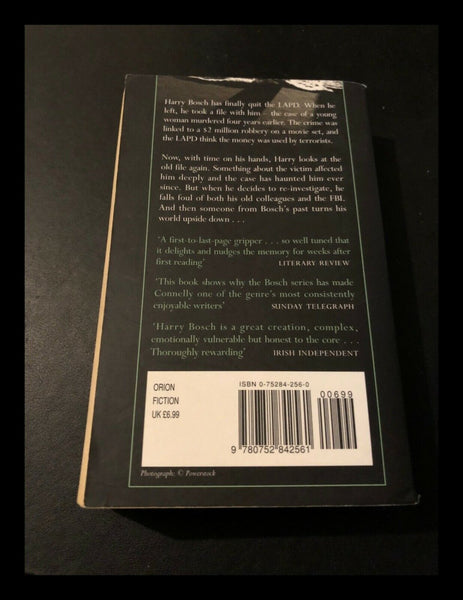 Harry Bosch has finally quit the LAPD. When he
left, he took a file with him – the case of a young
woman murdered four years earlier. The crime was
linked to a $2 million robbery on a movie set, and
the LAPD think the money was used by terrorists.
Now, with time on his hands, Harry looks at the
old file again. Something about the victim affected
him deeply and the case has haunted him ever
since. But when he decides to re-investigate, he
falls foul of both his old colleagues and the FBI.
And then someone from Bosch's past turns his
world upside down . . .
'A first-to-last-page gripper . . . so well tuned that
it delights and nudges the memory for weeks after
first reading' LITERARY REVIEW
'This book shows why the Bosch series has made
Connelly one of the genre's most consistently
enjoyable writers' SUNDAY TELEGRAPH
'Harry Bosch is a great creation, complex,
emotionally vulnerable but honest to the core . . .
Thoroughly rewarding' IRISH INDEPENDENT
ORION
FICTION
UK £6.99
ISBN 0-75284-256-0
00699
9 780752 842561
Photograph: © Powerstock